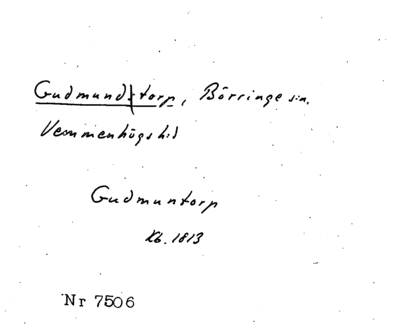 Gudmundstorp, Börringe sn.
Vemmenhögs hd
Gudmuntorp
Kb. 1813
Nr 7506